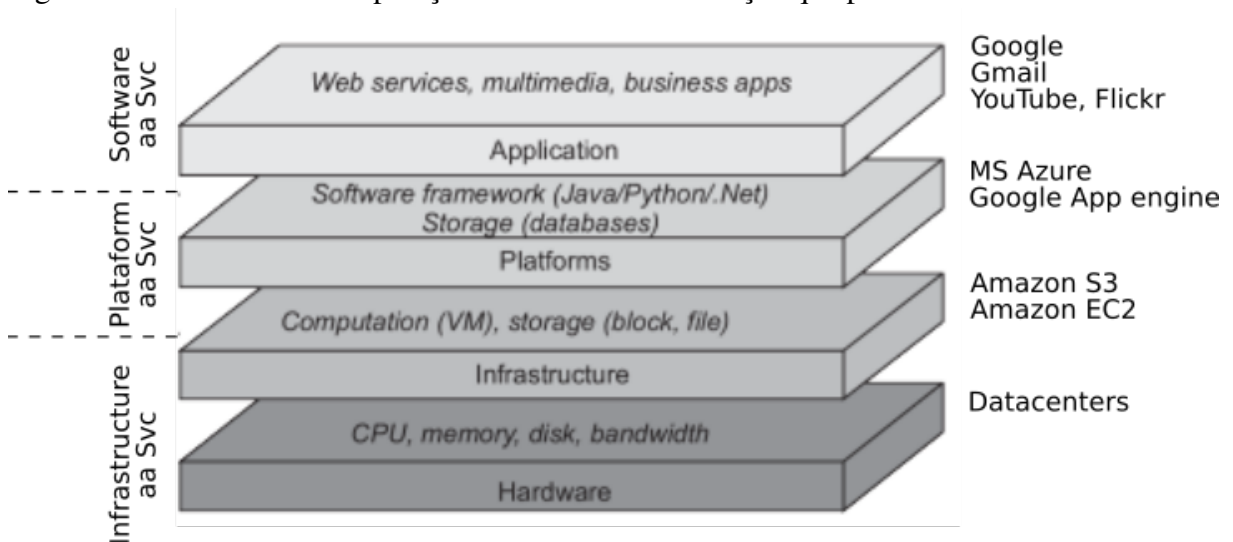 Software
aa Svc
Web services, multimedia, business apps
Application
Google
Gmail
YouTube, Flickr
Plataform
aa Svc
Software framework (Java/Python/.Net)
Storage (databases)
Platforms
MS Azure
Google App engine
Infrastructure
aa Svc
Computation (VM), storage (block, file)
Infrastructure
Amazon S3
Amazon EC2
CPU, memory, disk, bandwidth
Hardware
Datacenters